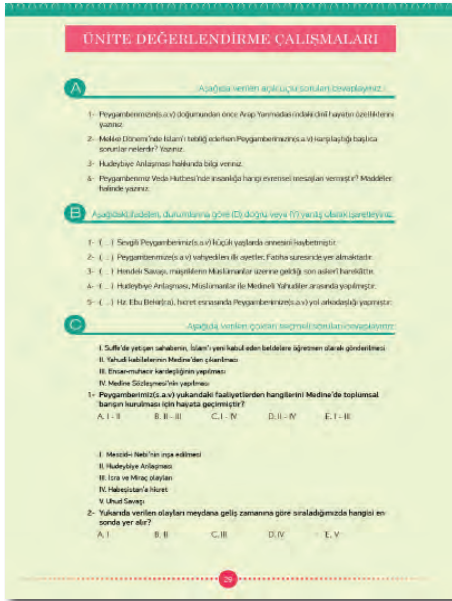 ÜNİTE DEĞERLENDİRME ÇALIŞMALARI
A
Aşağıda verilen açık uçlu soruları cevaplayınız.
1- Peygamberimizin(s.a.v) doğumundan önce Arap Yarımadasındaki dinî hayatın özelliklerini
yazınız.
2- Mekke Dönemi'nde İslam'ı tebliğ ederken Peygamberimizin(s.a.v) karşılaştığı başlıca
sorunlar nelerdir? Yazınız.
3- Hudeybiye Anlaşması hakkında bilgi veriniz.
4- Peygamberimiz Veda Hutbesi'nde insanlığa hangi evrensel mesajları vermiştir? Maddeler
halinde yazınız.
B
Aşağıdaki ifadeleri, durumlarına göre (D) doğru veya (Y) yanlış olarak işaretleyiniz.
1- ( ... ) Sevgili Peygamberimiz(s.a.v) küçük yaşlarda annesini kaybetmiştir.
2- ( ... ) Peygamberimize(s.a.v) vahyedilen ilk ayetler, Fatiha suresinde yer almaktadır.
3- ( ... ) Hendek Savaşı, müşriklerin Müslümanlar üzerine geldiği son askerî harekâttır.
4- ( ... ) Hudeybiye Anlaşması, Müslümanlar ile Medineli Yahudiler arasında yapılmıştır.
5- ( ... ) Hz. Ebu Bekir(r.a), hicret esnasında Peygamberimize(s.a.v) yol arkadaşlığı yapmıştır.
C
Aşağıda verilen çoktan seçmeli soruları cevaplayınız.
I. Suffe'de yetişen sahabenin, İslam'ı yeni kabul eden beldelere öğretmen olarak gönderilmesi
II. Yahudi kabilelerinin Medine'den çıkarılması
III. Ensar-muhacir kardeşliğinin yapılması
IV. Medine Sözleşmesi'nin yapılması
1- Peygamberimiz(s.a.v) yukarıdaki faaliyetlerden hangilerini Medine'de toplumsal
barışın kurulması için hayata geçirmiştir?
A. I - II B. II - III C. I - IV D. II - IV E. I - III
I. Mescid-i Nebi'nin inşa edilmesi
II. Hudeybiye Anlaşması
III. İsra ve Miraç olayları
IV. Habeşistan'a hicret
V. Uhud Savaşı
2- Yukarıda verilen olayları meydana geliş zamanına göre sıraladığımızda hangisi en
sonda yer alır?
A. I B. II C. III D. IV E. V
29